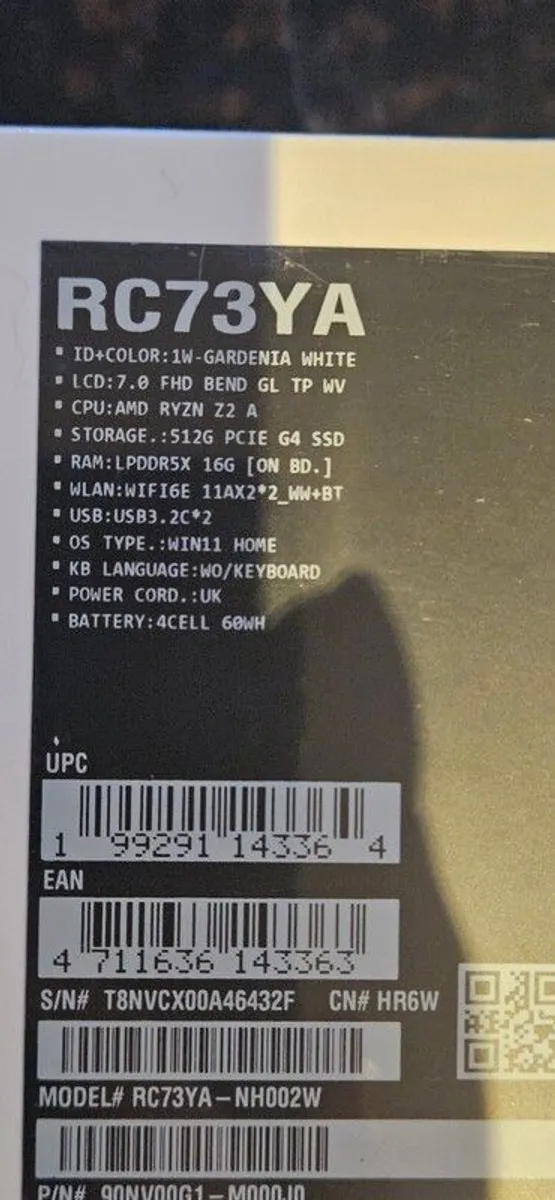 RC73YA
▪ ID+COLOR:1W-GARDENIA WHITE
▪ LCD:7.0 FHD BEND GL TP WV
▪ CPU:AMD RYZN Z2 A
▪ STORAGE.:512G PCIE G4 SSD
▪ RAM:LPDDR5X 16G [ON BD.]
▪ WLAN:WIFI6E 11AX2*2_WW+BT
▪ USB:USB3.2C*2
▪ OS TYPE.:WIN11 HOME
▪ KB LANGUAGE:WO/KEYBOARD
▪ POWER CORD.:UK
▪ BATTERY:4CELL 60WH
UPC
1 99291 14336 4
EAN
4 711636 143363
S/N# T8NVCX00A46432F CN# HR6W
MODEL# RC73YA-NH002W
P/N# 90NV00G1-M000J0